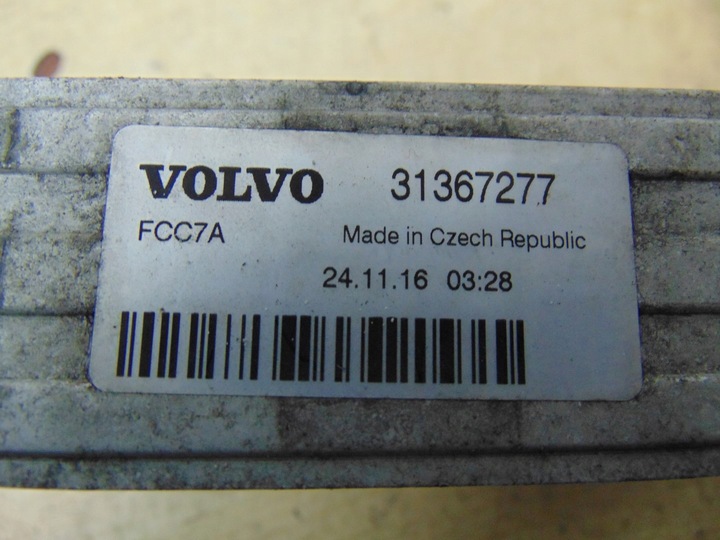 VOLVO 31367277
FCC7A Made in Czech Republic
24.11.16 03:28